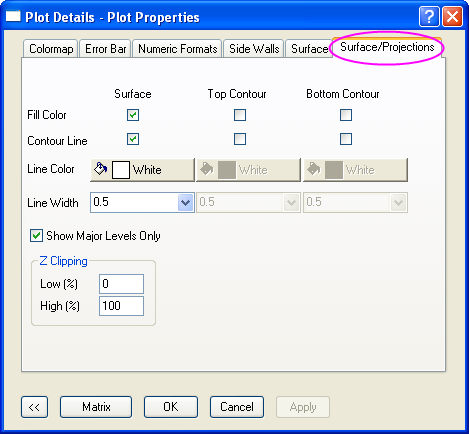 Plot Details - Plot Properties
Colormap Error Bar Numeric Formats Side Walls Surface Surface/Projections
Surface Top Contour Bottom Contour
Fill Color
Contour Line
Line Color White White White
Line Width 0.5 0.5 0.5
Show Major Levels Only
Z Clipping
Low (%) 0
High (%) 100
<< Matrix OK Cancel Apply